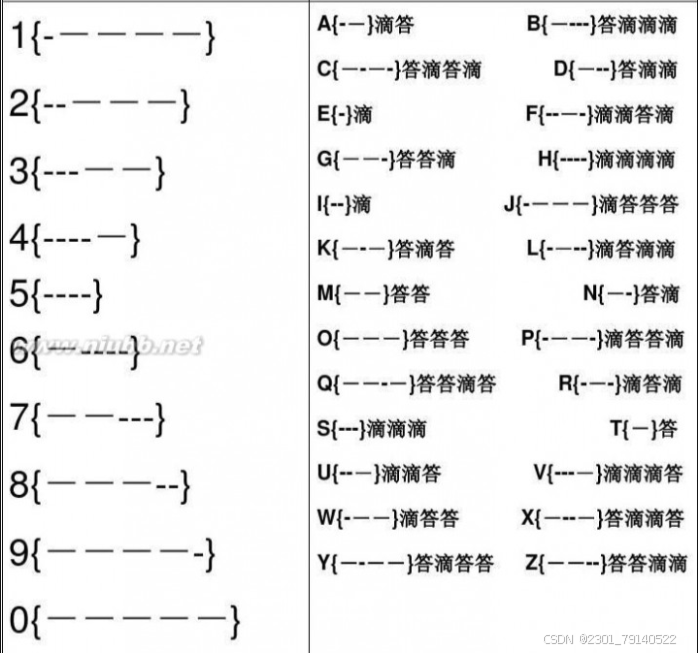 1{-————}
2{--———}
3{---——}
4{----—}
5{----}
6{—----}
www.niubb.net
7{——---}
8{———--}
9{————-}
0{—————}
A{-—}滴答 B{—---}答滴滴滴
C{—-—-}答滴答滴 D{—--}答滴滴
E{-}滴 F{--—-}滴滴答滴
G{——-}答答滴 H{----}滴滴滴滴
I{--}滴 J{-———}滴答答答
K{—-—}答滴答 L{-—--}滴答滴滴
M{——}答答 N{—-}答滴
O{———}答答答 P{-——-}滴答答滴
Q{——-—}答答滴答 R{-—-}滴答滴
S{---}滴滴滴 T{—}答
U{--—}滴滴答 V{---—}滴滴滴答
W{-——}滴答答 X{—--—}答滴滴答
Y{—-——}答滴答答 Z{——--}答答滴滴
CSDN @2301_79140522